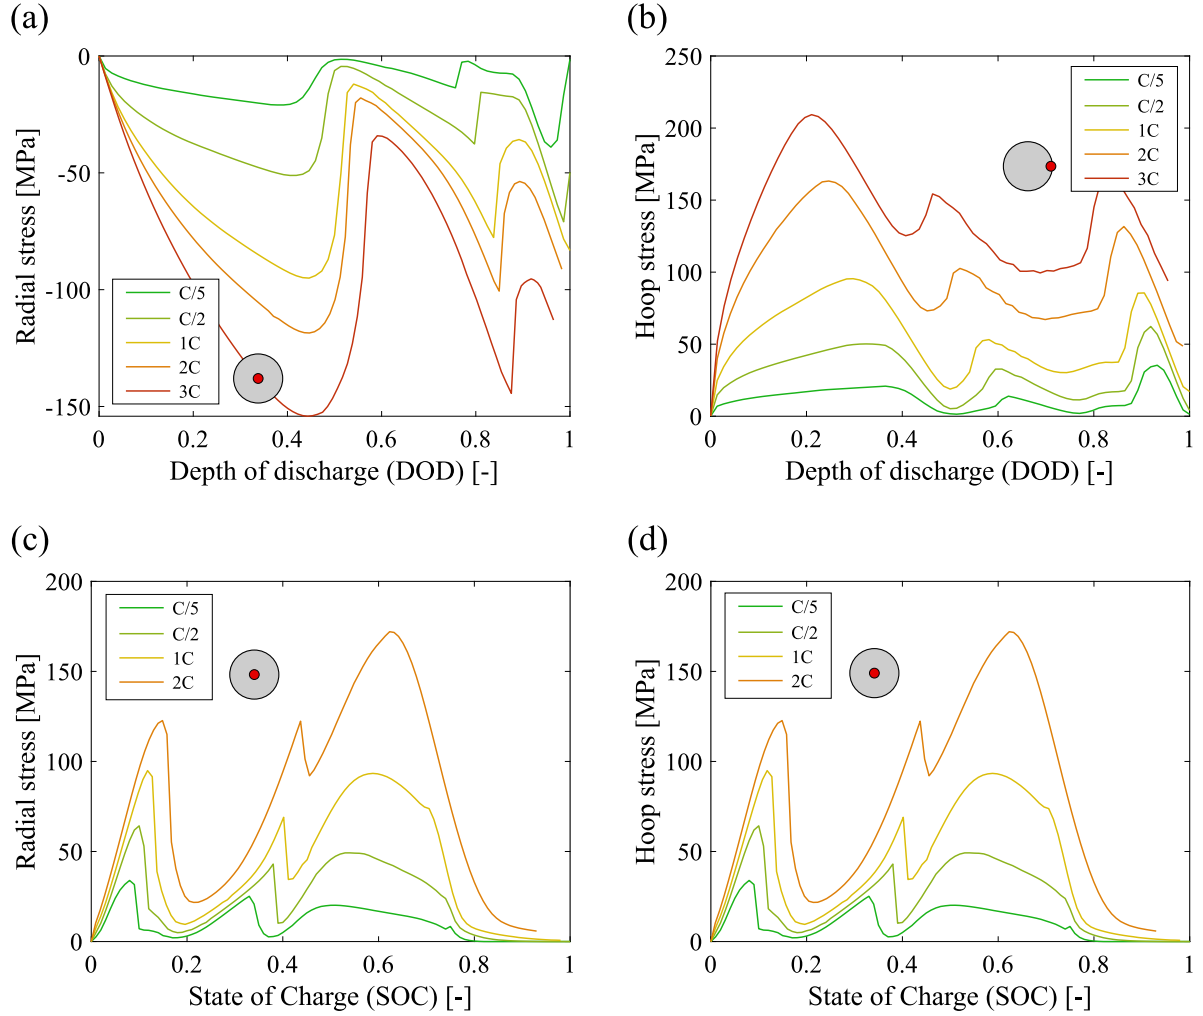 (a)
0
-50
-100
-150
Radial stress [MPa]
C/5
C/2
1C
2C
3C
0 0.2 0.4 0.6 0.8 1
Depth of discharge (DOD) [-]
(b)
250
200
150
100
50
0
Hoop stress [MPa]
C/5
C/2
1C
2C
3C
0 0.2 0.4 0.6 0.8 1
Depth of discharge (DOD) [-]
(c)
200
150
100
50
0
Radial stress [MPa]
C/5
C/2
1C
2C
0 0.2 0.4 0.6 0.8 1
State of Charge (SOC) [-]
(d)
200
150
100
50
0
Hoop stress [MPa]
C/5
C/2
1C
2C
0 0.2 0.4 0.6 0.8 1
State of Charge (SOC) [-]